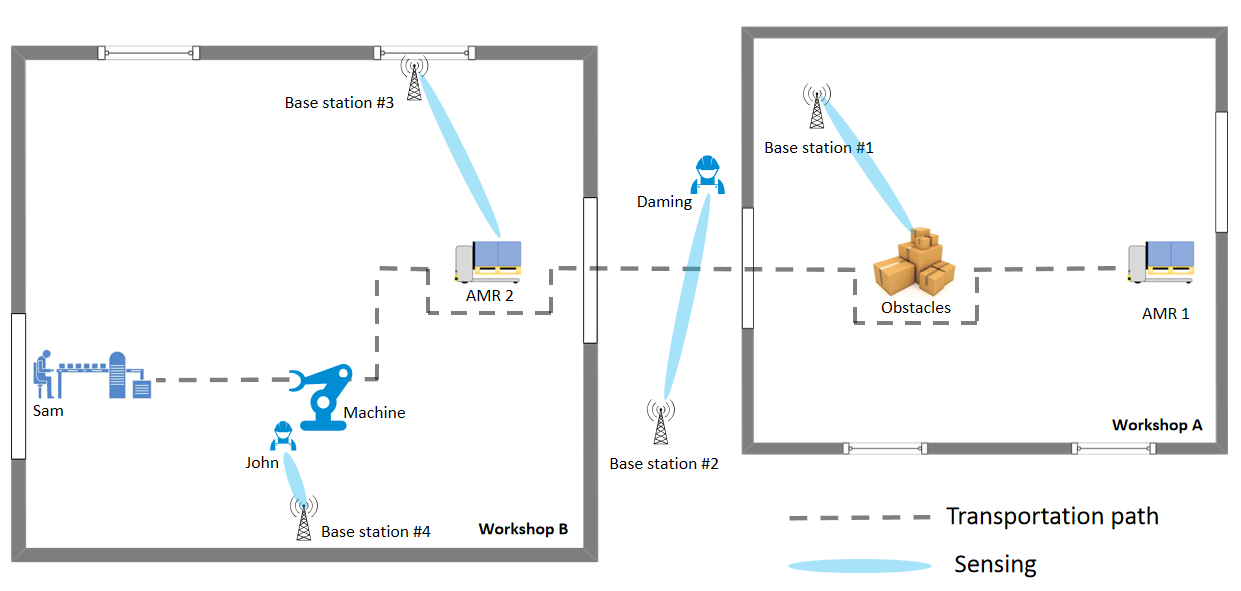 Base station #3
Base station #1
Daming
AMR 2
Obstacles
AMR 1
Sam
Machine
Workshop A
John
Base station #2
Base station #4
Workshop B
Transportation path
Sensing